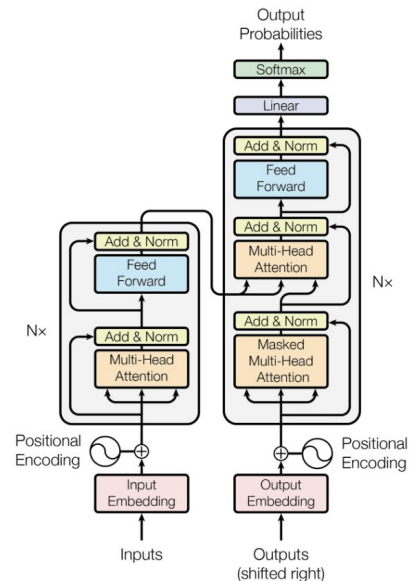 Output
Probabilities
Softmax
Linear
Add & Norm
Feed
Forward
Add & Norm
Multi-Head
Attention
Add & Norm
Masked
Multi-Head
Attention
Nx
Add & Norm
Feed
Forward
Add & Norm
Multi-Head
Attention
Nx
Positional
Encoding
Positional
Encoding
Input
Embedding
Output
Embedding
Inputs
Outputs
(shifted right)